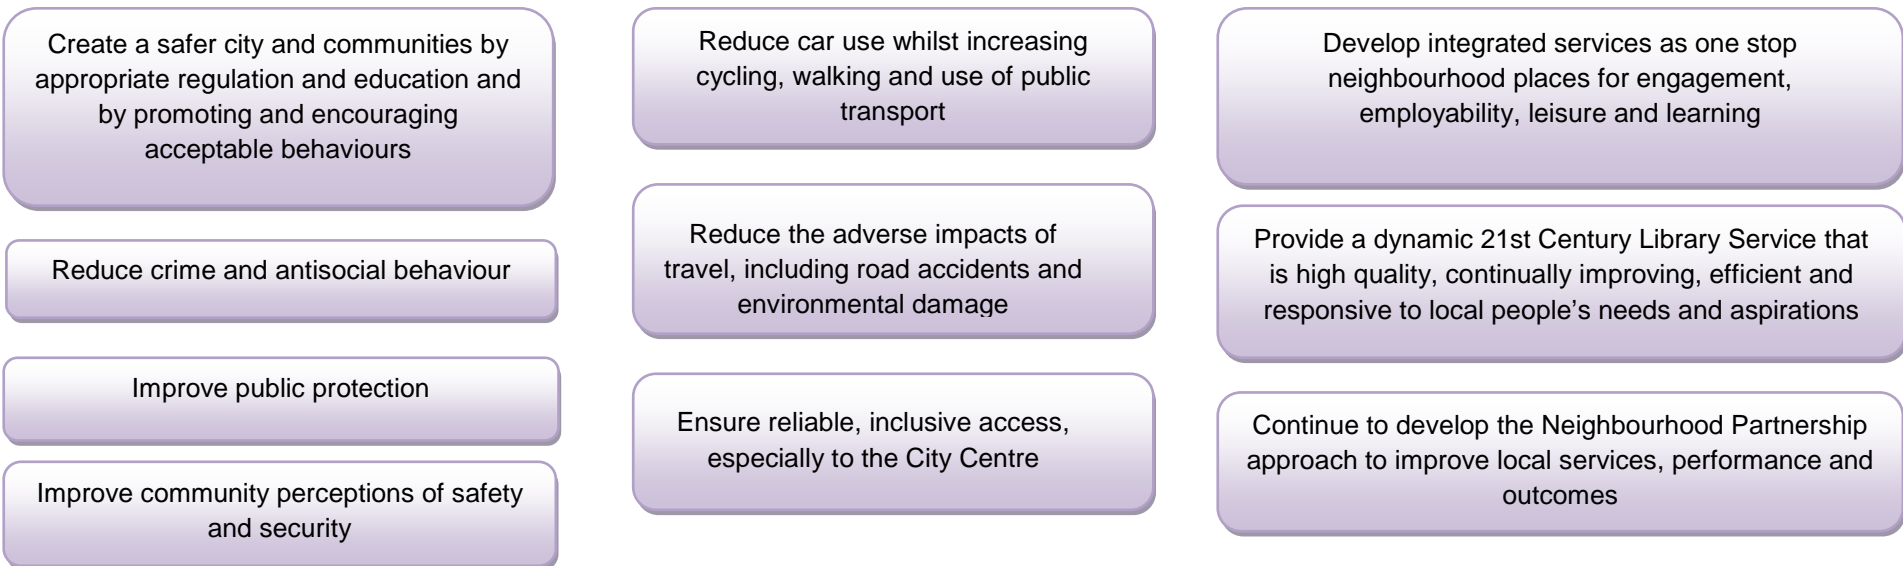 Create a safer city and communities by
appropriate regulation and education and
by promoting and encouraging
acceptable behaviours
Reduce crime and antisocial behaviour
Improve public protection
Improve community perceptions of safety
and security
Reduce car use whilst increasing
cycling, walking and use of public
transport
Reduce the adverse impacts of
travel, including road accidents and
environmental damage
Ensure reliable, inclusive access,
especially to the City Centre
Develop integrated services as one stop
neighbourhood places for engagement,
employability, leisure and learning
Provide a dynamic 21st Century Library Service that
is high quality, continually improving, efficient and
responsive to local people’s needs and aspirations
Continue to develop the Neighbourhood Partnership
approach to improve local services, performance and
outcomes